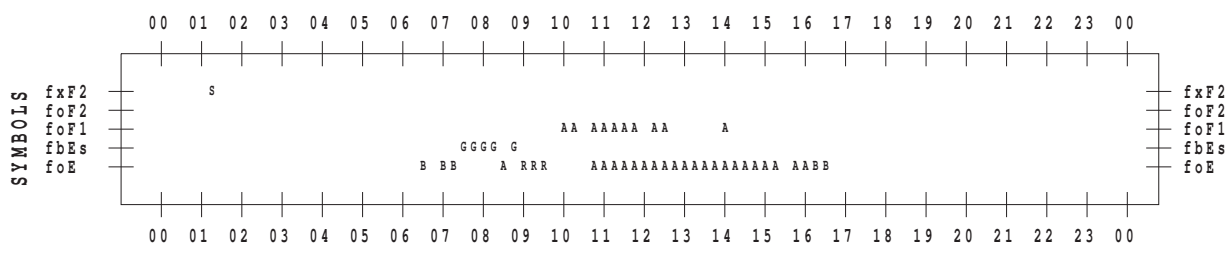 00 01 02 03 04 05 06 07 08 09 10 11 12 13 14 15 16 17 18 19 20 21 22 23 00
SYMBOLS
fxF2 S fxF2
foF2 foF2
foF1 AA AAAAA AA A foF1
fbEs GGGG G fbEs
foE B BB A RRR AAAAAAAAAAAAAAAAAAA AABB foE
00 01 02 03 04 05 06 07 08 09 10 11 12 13 14 15 16 17 18 19 20 21 22 23 00